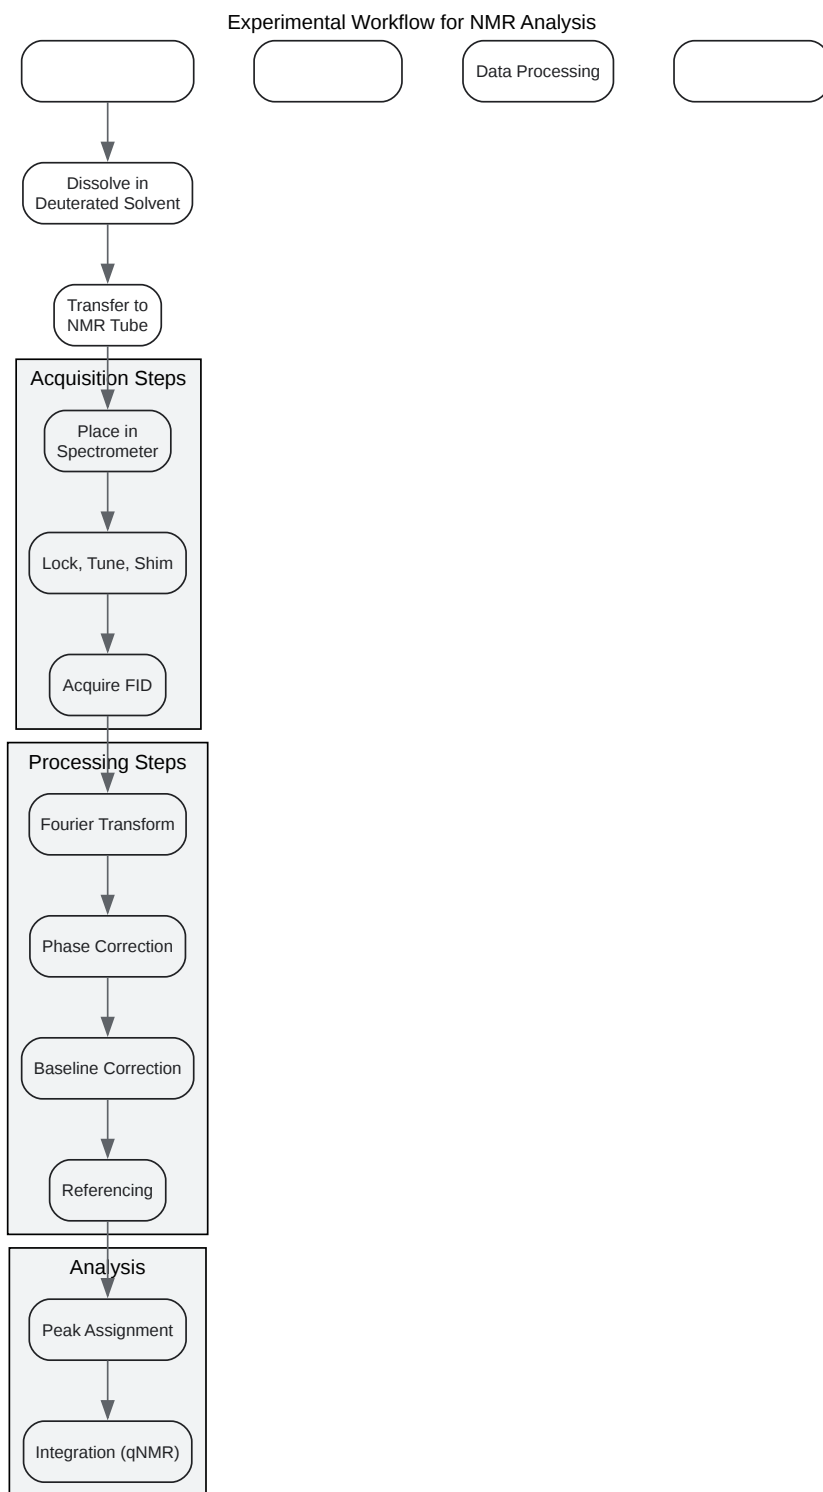 Experimental Workflow for NMR Analysis
Data Processing
Dissolve in
Deuterated Solvent
Transfer to
NMR Tube
Acquisition Steps
Place in
Spectrometer
Lock, Tune, Shim
Acquire FID
Processing Steps
Fourier Transform
Phase Correction
Baseline Correction
Referencing
Analysis
Peak Assignment
Integration (qNMR)